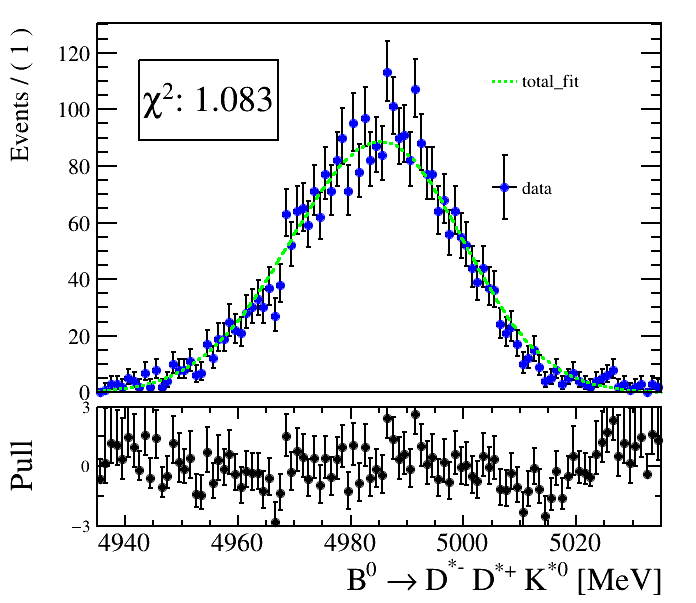 Events / ( 1 )
120
100
80
60
40
20
0
χ²: 1.083
total_fit
data
Pull
3
0
−3
4940 4960 4980 5000 5020
B⁰ → D*⁻ D*⁺ K*⁰ [MeV]